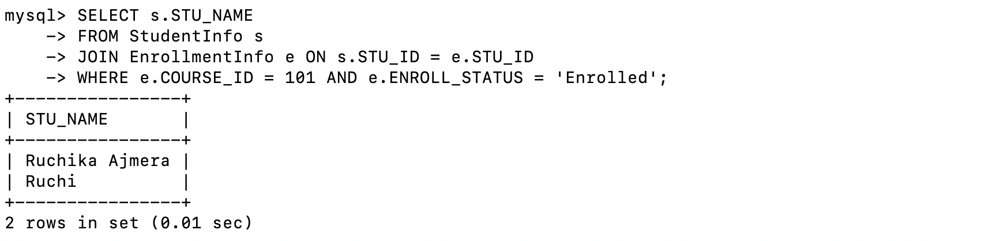 mysql> SELECT s.STU_NAME
    -> FROM StudentInfo s
    -> JOIN EnrollmentInfo e ON s.STU_ID = e.STU_ID
    -> WHERE e.COURSE_ID = 101 AND e.ENROLL_STATUS = 'Enrolled';
+----------------+
| STU_NAME       |
+----------------+
| Ruchika Ajmera |
| Ruchi          |
+----------------+
2 rows in set (0.01 sec)